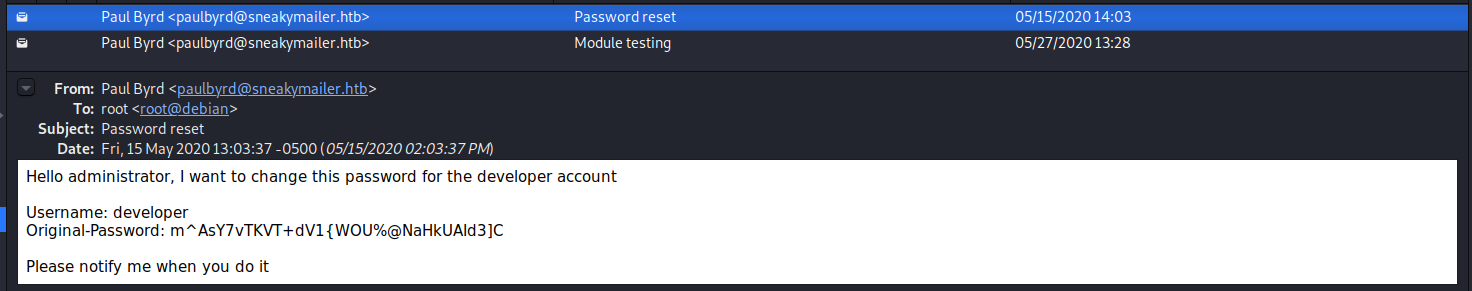 Paul Byrd <paulbyrd@sneakymailer.htb> Password reset 05/15/2020 14:03
Paul Byrd <paulbyrd@sneakymailer.htb> Module testing 05/27/2020 13:28
From: Paul Byrd <paulbyrd@sneakymailer.htb>
To: root <root@debian>
Subject: Password reset
Date: Fri, 15 May 2020 13:03:37 -0500 (05/15/2020 02:03:37 PM)
Hello administrator, I want to change this password for the developer account
Username: developer
Original-Password: m^AsY7vTKVT+dV1{WOU%@NaHkUAId3]C
Please notify me when you do it